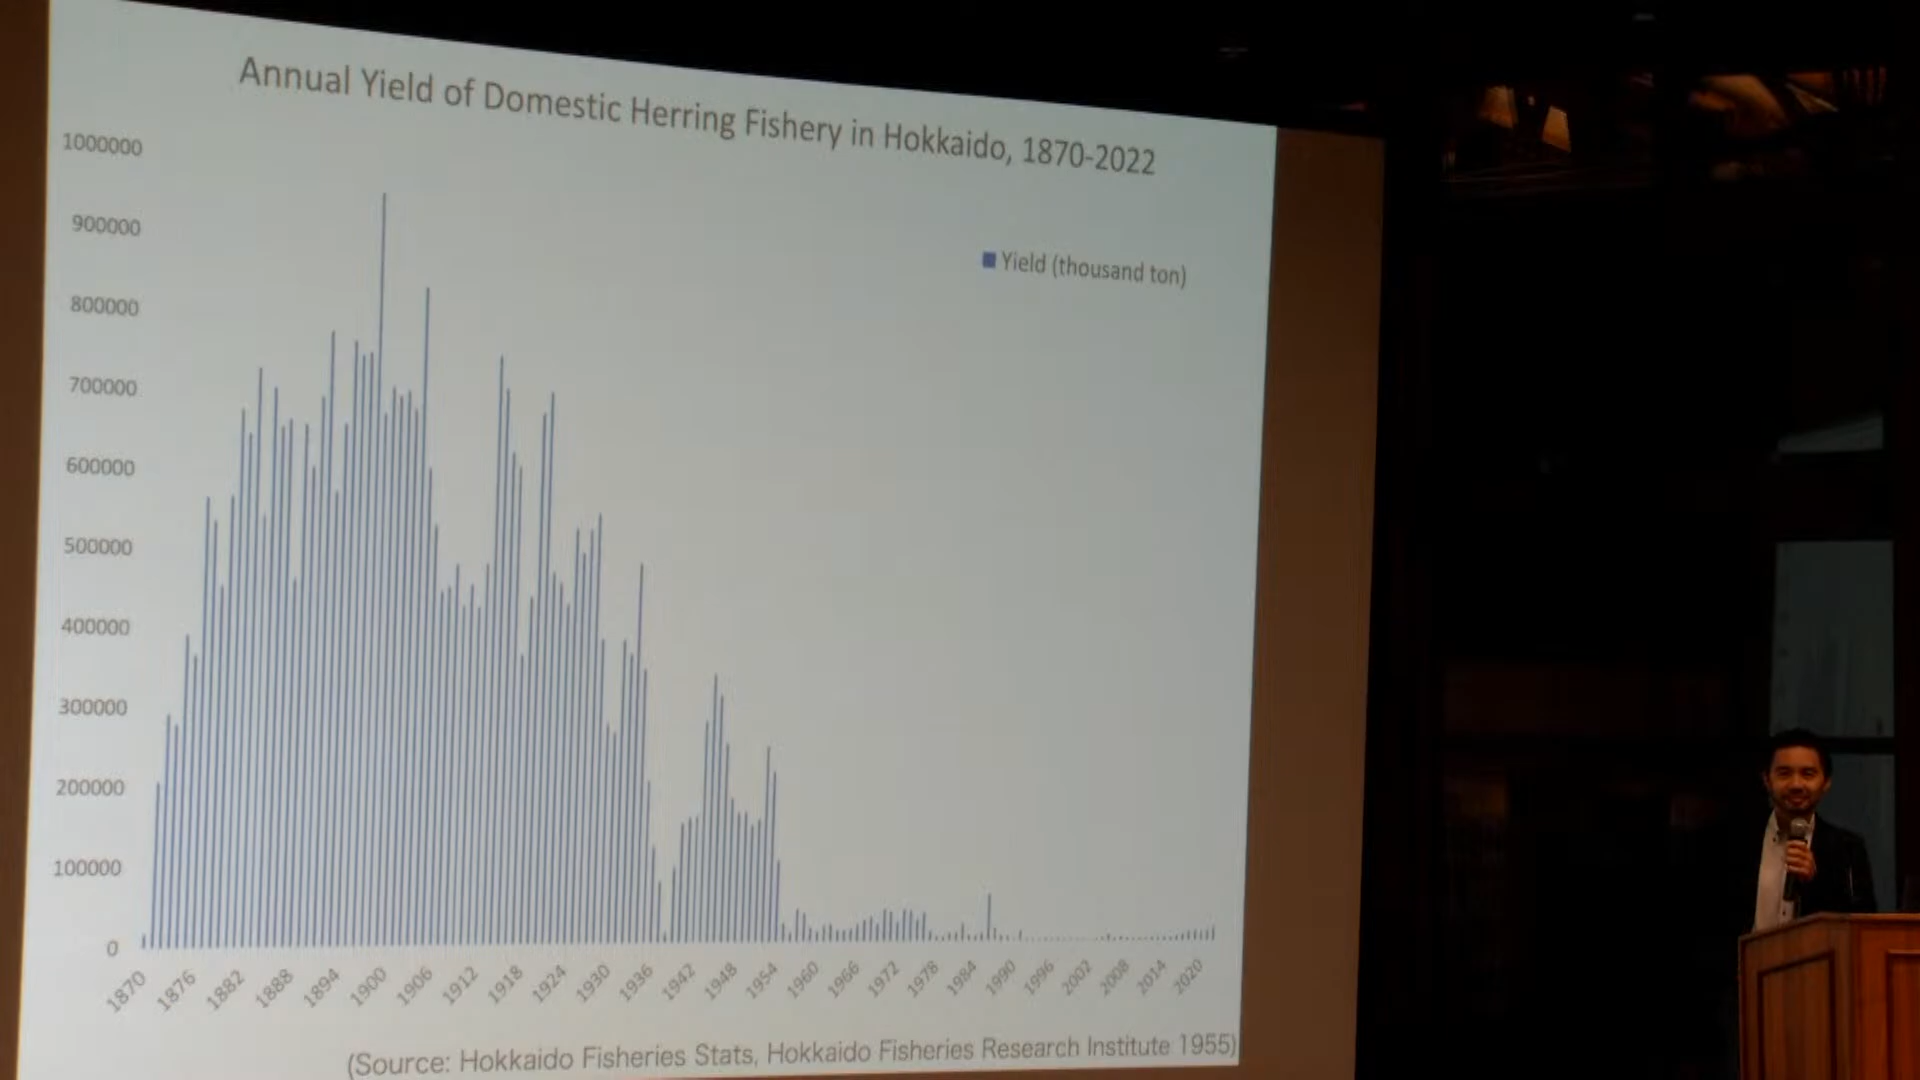 Annual Yield of Domestic Herring Fishery in Hokkaido, 1870-2022
1000000
900000
800000
700000
600000
500000
400000
300000
200000
100000
0
Yield (thousand ton)
1870 1876 1882 1888 1894 1900 1906 1912 1918 1924 1930 1936 1942 1948 1954 1960 1966 1972 1978 1984 1990 1996 2002 2008 2014 2020
(Source: Hokkaido Fisheries Stats, Hokkaido Fisheries Research Institute 1955)